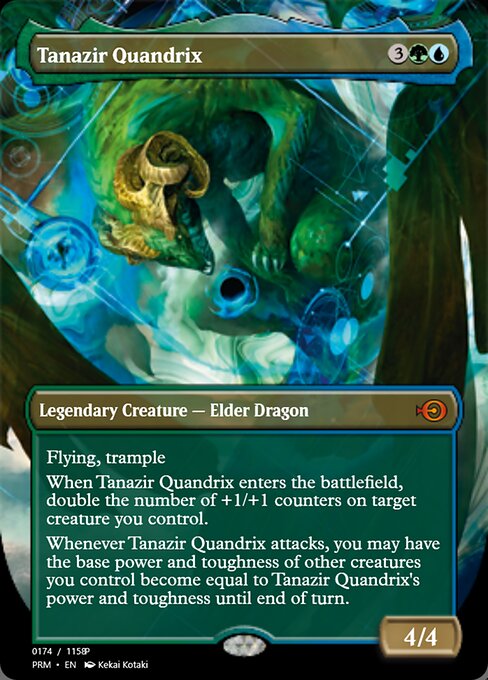 Tanazir Quandrix 3
Legendary Creature — Elder Dragon
Flying, trample
When Tanazir Quandrix enters the battlefield,
double the number of +1/+1 counters on target
creature you control.
Whenever Tanazir Quandrix attacks, you may have
the base power and toughness of other creatures
you control become equal to Tanazir Quandrix's
power and toughness until end of turn.
4/4
0174 / 1158P
PRM • EN Kekai Kotaki